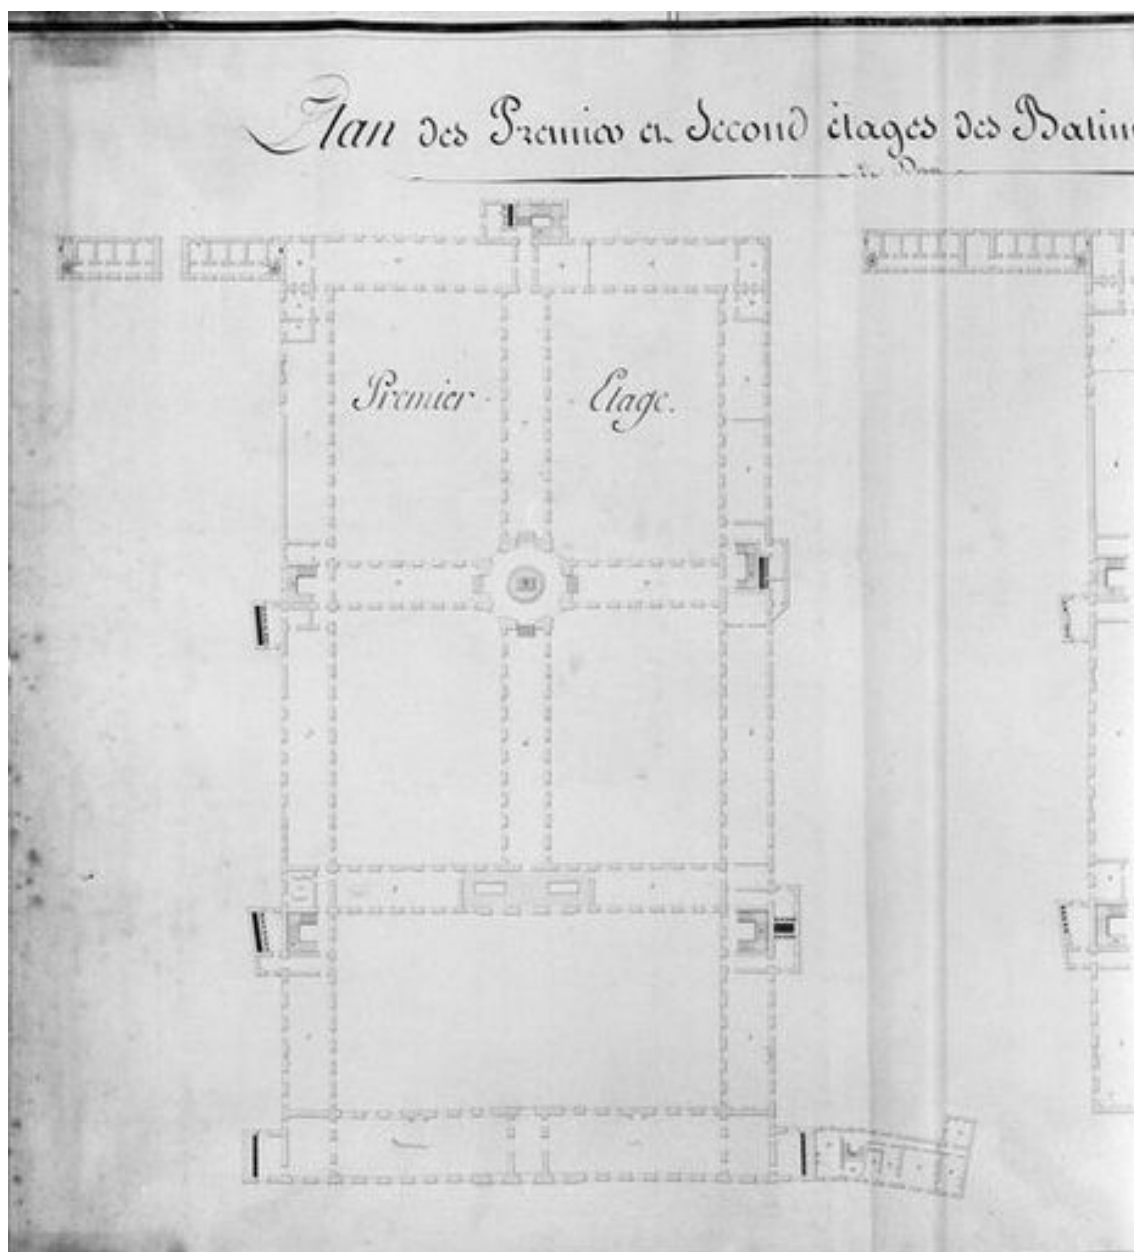 Plan des Premier et Second étages des Batim
Premier Etage.